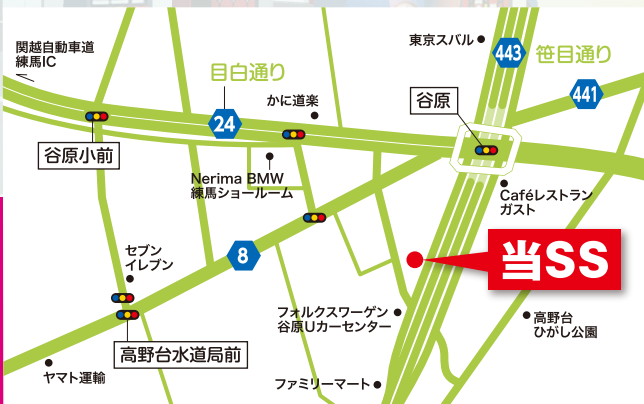 関越自動車道
練馬IC
東京スバル
443
笹目通り
目白通り
441
かに道楽
谷原
24
谷原小前
Nerima BMW
練馬ショールーム
Caféレストラン
ガスト
セブン
イレブン
8
当SS
フォルクスワーゲン
谷原Uカーセンター
高野台
ひがし公園
高野台水道局前
ヤマト運輸
ファミリーマート